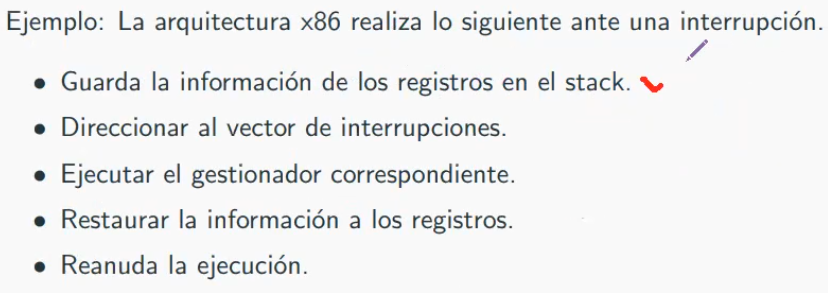 Ejemplo: La arquitectura x86 realiza lo siguiente ante una interrupción.
• Guarda la información de los registros en el stack.
• Direccionar al vector de interrupciones.
• Ejecutar el gestionador correspondiente.
• Restaurar la información a los registros.
• Reanuda la ejecución.